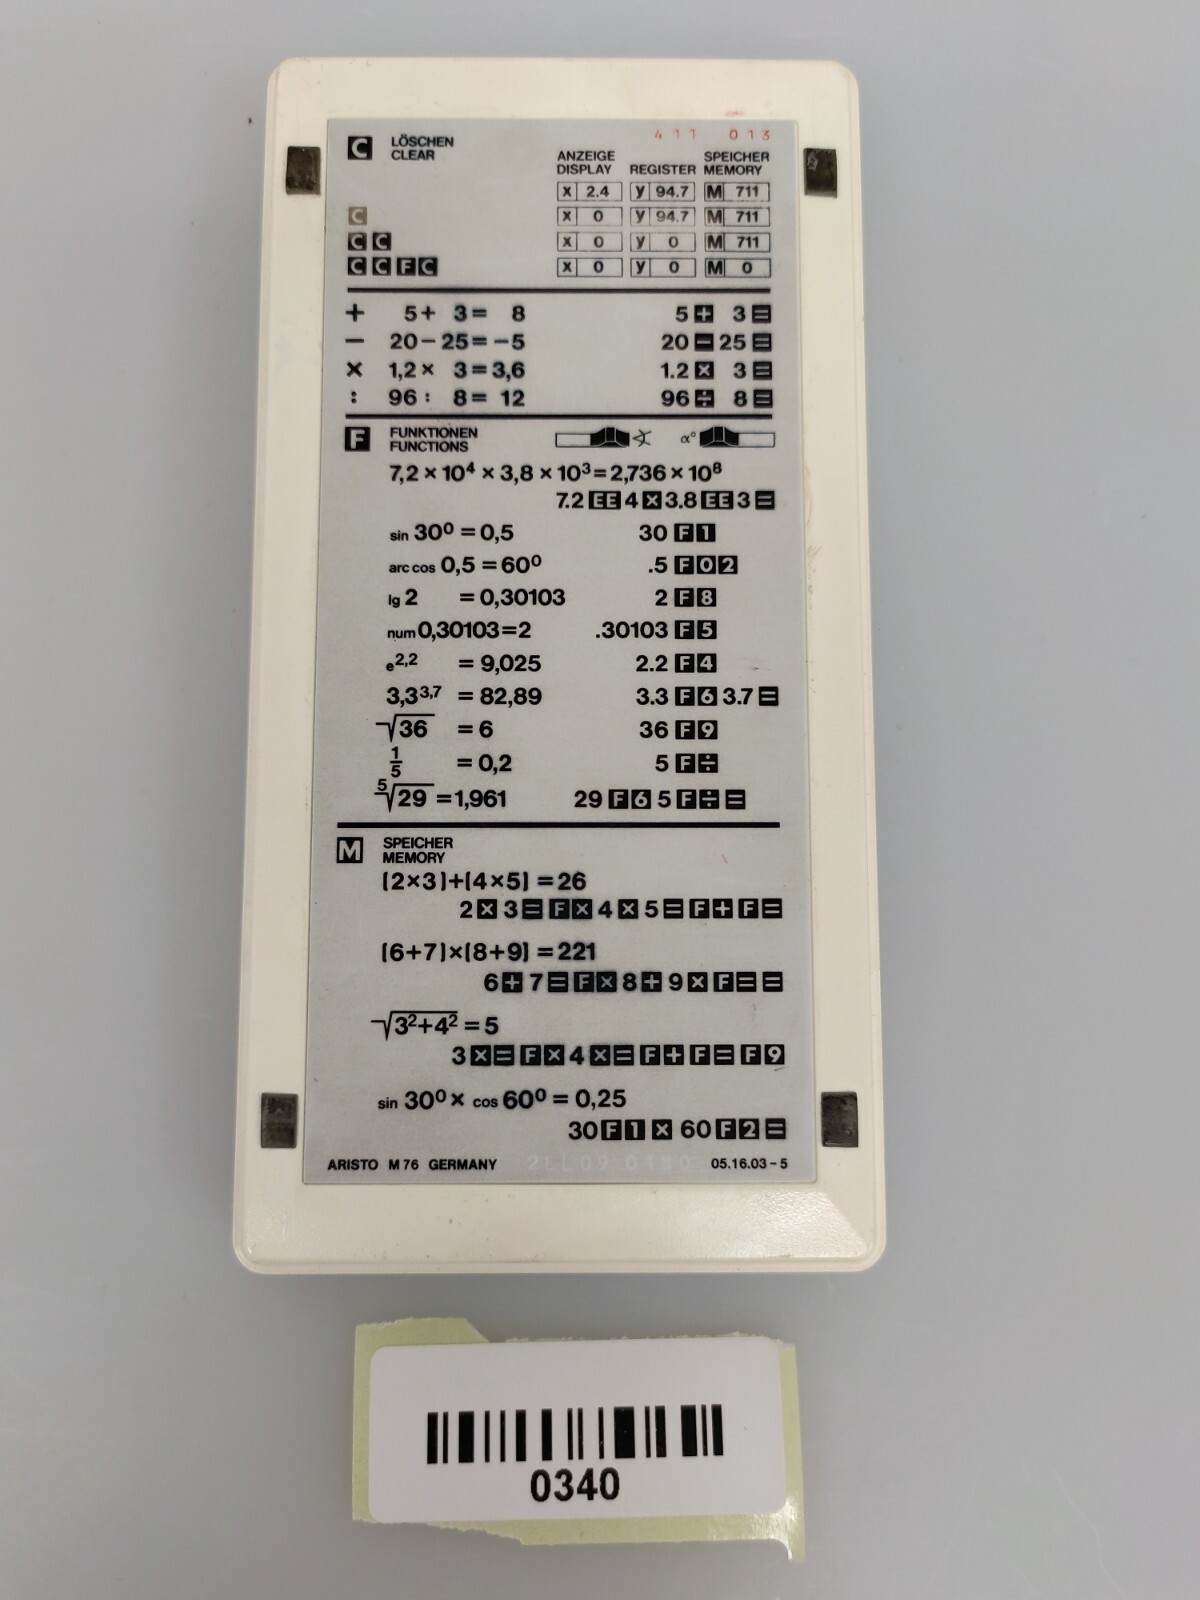 411 013
C LÖSCHEN
CLEAR
ANZEIGE SPEICHER
DISPLAY REGISTER MEMORY
x 2.4 y 94.7 M 711
C x 0 y 94.7 M 711
C C x 0 y 0 M 711
C C F C x 0 y 0 M 0
+ 5+ 3= 8 5 + 3 =
− 20−25=−5 20 − 25 =
× 1,2× 3=3,6 1.2 × 3 =
: 96: 8= 12 96 ÷ 8 =
F FUNKTIONEN
FUNCTIONS
∢ α°
7,2×10⁴×3,8×10³=2,736×10⁸
7.2 EE 4 × 3.8 EE 3 =
sin 30⁰ =0,5 30 F 1
arc cos 0,5=60⁰ .5 F 0 2
lg 2 =0,30103 2 F 8
num 0,30103=2 .30103 F 5
e²,² =9,025 2.2 F 4
3,3³,⁷ =82,89 3.3 F 6 3.7 =
√36 =6 36 F 9
1/5 =0,2 5 F ÷
⁵√29 =1,961 29 F 6 5 F ÷ =
M SPEICHER
MEMORY
(2×3)+(4×5)=26
2 × 3 = F × 4 × 5 = F + F =
(6+7)×(8+9)=221
6 + 7 = F × 8 + 9 × F = =
√3²+4² =5
3 × = F × 4 × = F + F = F 9
sin 30⁰× cos 60⁰=0,25
30 F 1 × 60 F 2 =
ARISTO M 76 GERMANY 05.16.03-5
0340